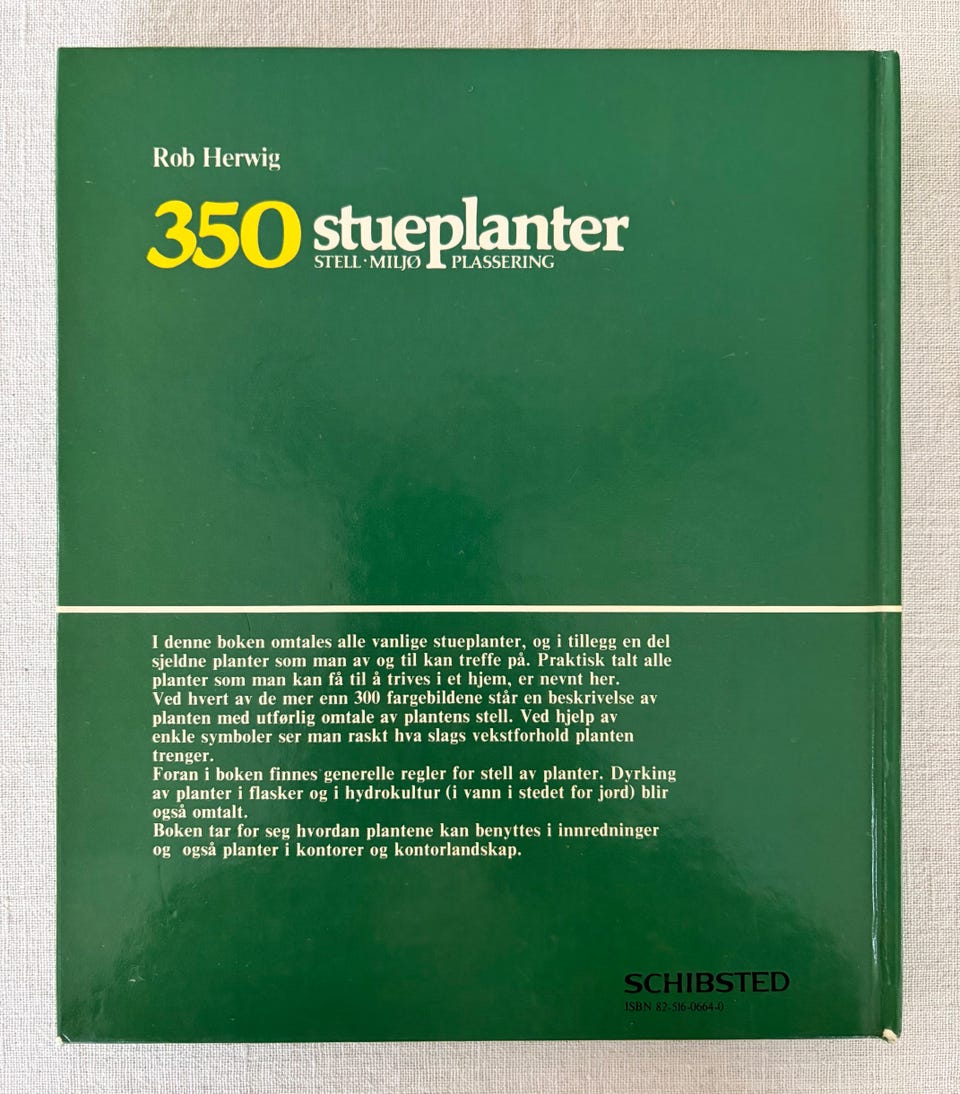 Rob Herwig
350 stueplanter
STELL · MILJØ PLASSERING
I denne boken omtales alle vanlige stueplanter, og i tillegg en del
sjeldne planter som man av og til kan treffe på. Praktisk talt alle
planter som man kan få til å trives i et hjem, er nevnt her.
Ved hvert av de mer enn 300 fargebildene står en beskrivelse av
planten med utførlig omtale av plantens stell. Ved hjelp av
enkle symboler ser man raskt hva slags vekstforhold planten
trenger.
Foran i boken finnes generelle regler for stell av planter. Dyrking
av planter i flasker og i hydrokultur (i vann i stedet for jord) blir
også omtalt.
Boken tar for seg hvordan plantene kan benyttes i innredninger
og også planter i kontorer og kontorlandskap.
SCHIBSTED
ISBN 82-516-0664-0